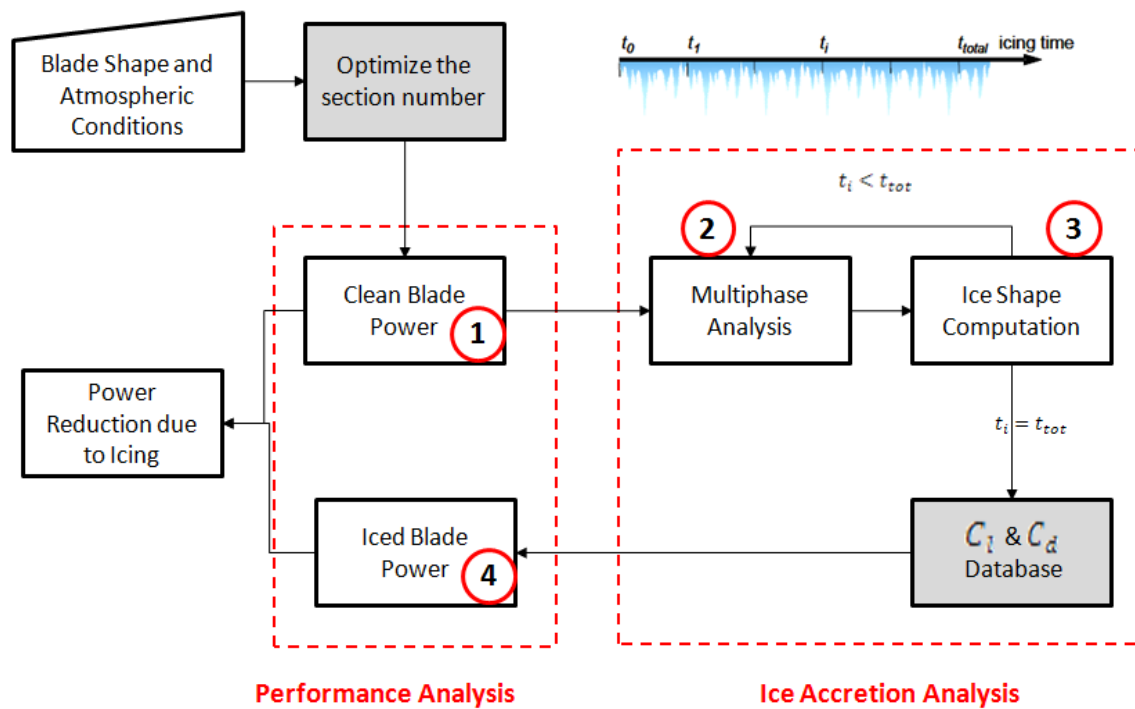 Blade Shape and
Atmospheric
Conditions
Optimize the
section number
t0 t1 ti ttotal icing time
ti < ttot
Clean Blade
Power
1
2
Multiphase
Analysis
3
Ice Shape
Computation
Power
Reduction due
to Icing
ti = ttot
Iced Blade
Power
4
Cl & Cd
Database
Performance Analysis
Ice Accretion Analysis